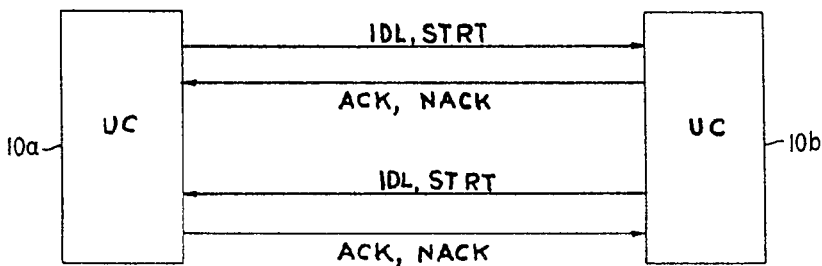 IDL, STRT
ACK, NACK
UC
UC
10a
10b
IDL, STRT
ACK, NACK